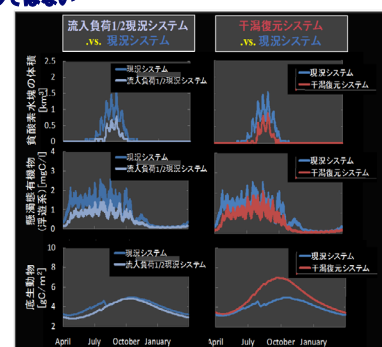 ではない
流入負荷1/2現況システム
.vs. 現況システム
干潟復元システム
.vs. 現況システム
貧酸素水塊の体積
[km³]
2.5
2
1.5
1
0.5
0
現況システム
流入負荷1/2現況システム
現況システム
干潟復元システム
懸濁態有機物
(浮遊系)[mgC/l]
4
3
2
1
0
現況システム
流入負荷1/2現況システム
現況システム
干潟復元システム
底生動物
[gC/m2]
10
8
6
4
2
現況システム
流入負荷1/2現況システム
現況システム
干潟復元システム
April July October January
April July October January